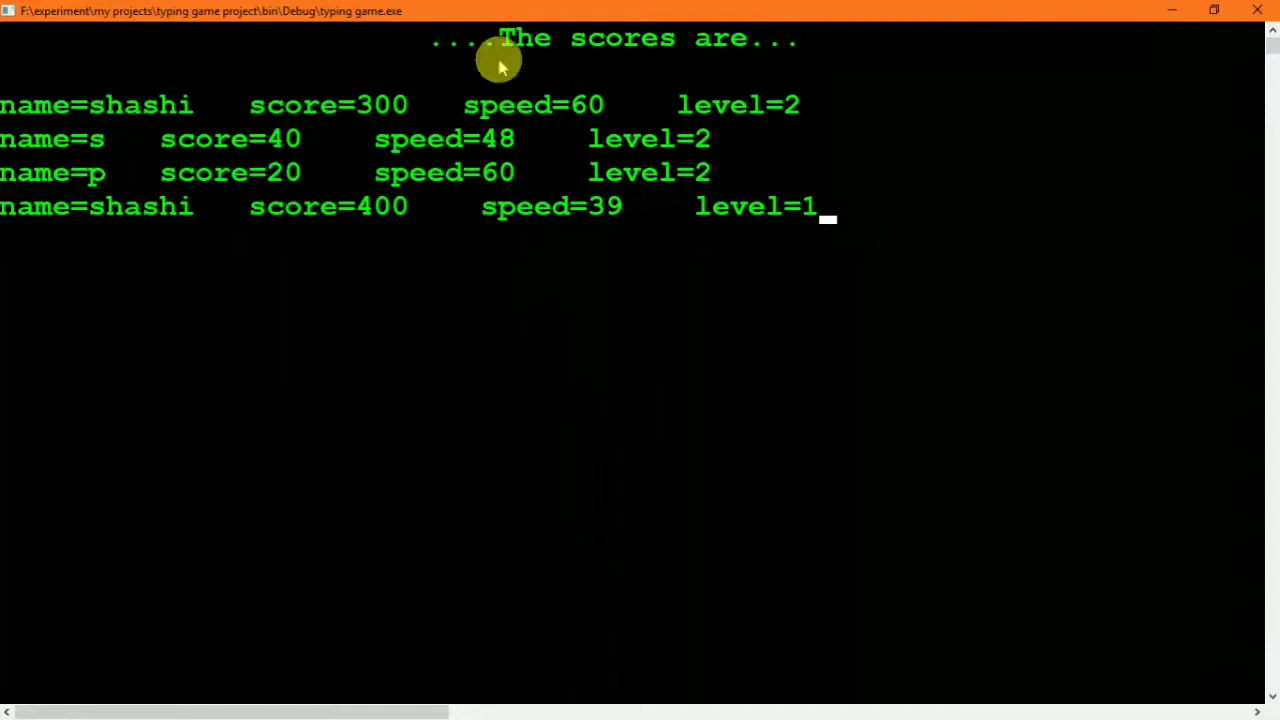 F:\experiment\my projects\typing game project\bin\Debug\typing game.exe
....The scores are...
name=shashi   score=300   speed=60    level=2
name=s   score=40    speed=48    level=2
name=p   score=20    speed=60    level=2
name=shashi   score=400    speed=39    level=1